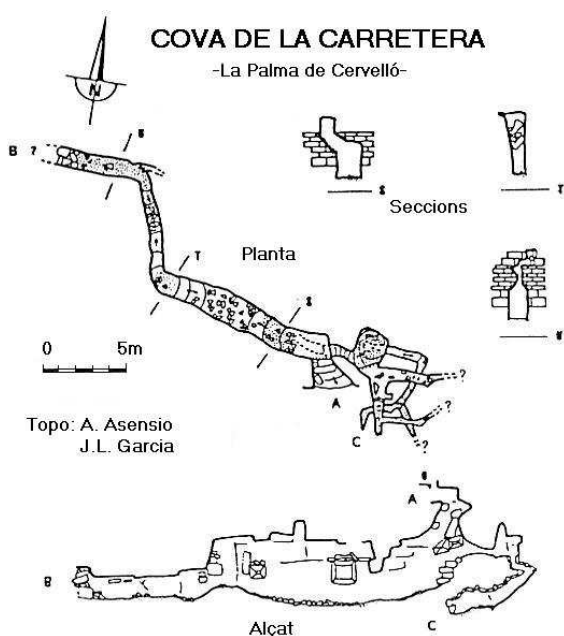 COVA DE LA CARRETERA
-La Palma de Cervelló-
N
B ?
S
T
Seccions
Planta
T
S
0 5m
A
?
?
C
?
Topo: A. Asensio
J.L. Garcia
A
B
C
Alçat